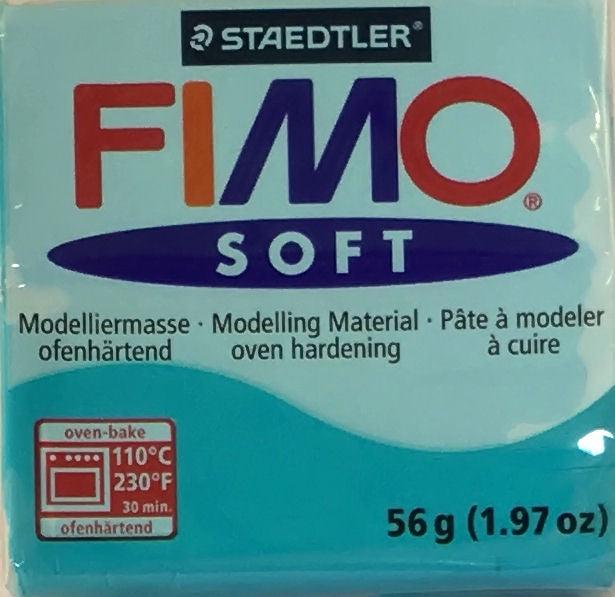 STAEDTLER®
FIMO®
SOFT
Modelliermasse · Modelling Material · Pâte à modeler
ofenhärtend oven hardening à cuire
oven-bake
110°C
230°F
30 min.
ofenhärtend
56 g (1.97 oz)